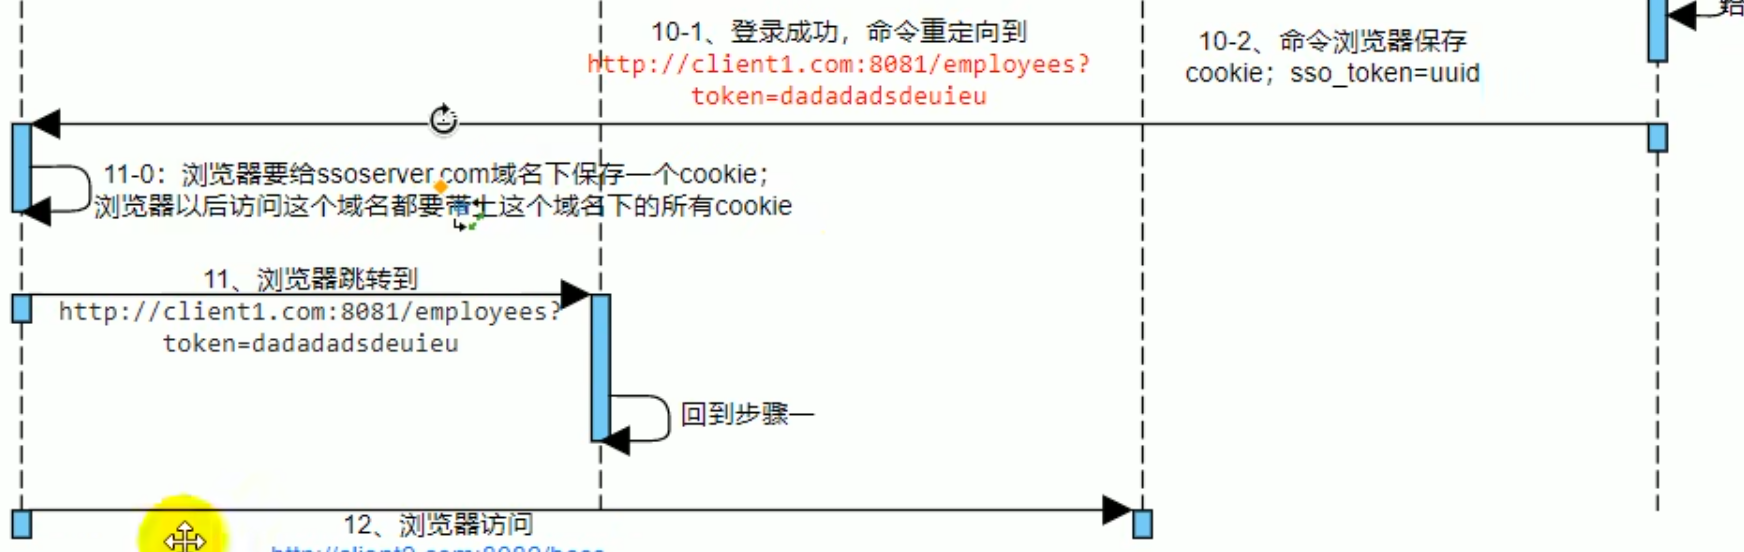 10-1、登录成功，命令重定向到
http://client1.com:8081/employees?
token=dadadadsdeuieu
10-2、命令浏览器保存
cookie；sso_token=uuid
11-0：浏览器要给ssoserver.com域名下保存一个cookie；
浏览器以后访问这个域名都要带上这个域名下的所有cookie
11、浏览器跳转到
http://client1.com:8081/employees?
token=dadadadsdeuieu
回到步骤一
12、浏览器访问